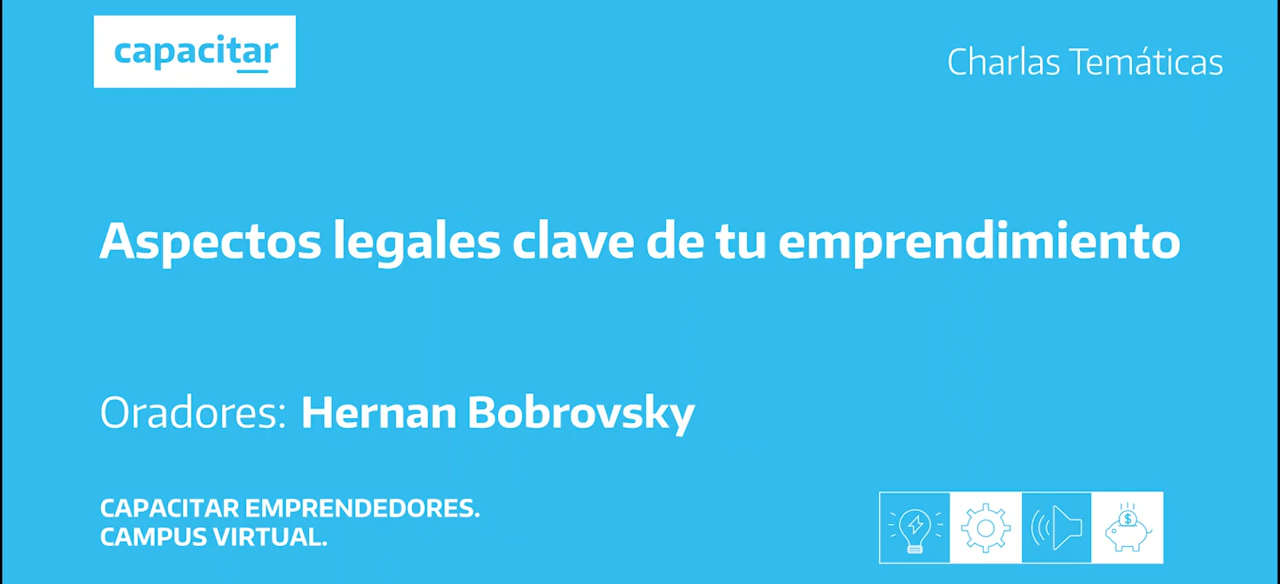 capacitar
Charlas Temáticas
Aspectos legales clave de tu emprendimiento
Oradores: Hernan Bobrovsky
CAPACITAR EMPRENDEDORES.
CAMPUS VIRTUAL.
$